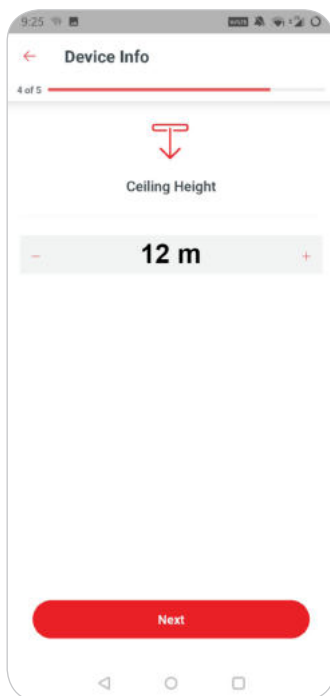 9:25
Device Info
4 of 5
Ceiling Height
− 12 m +
Next